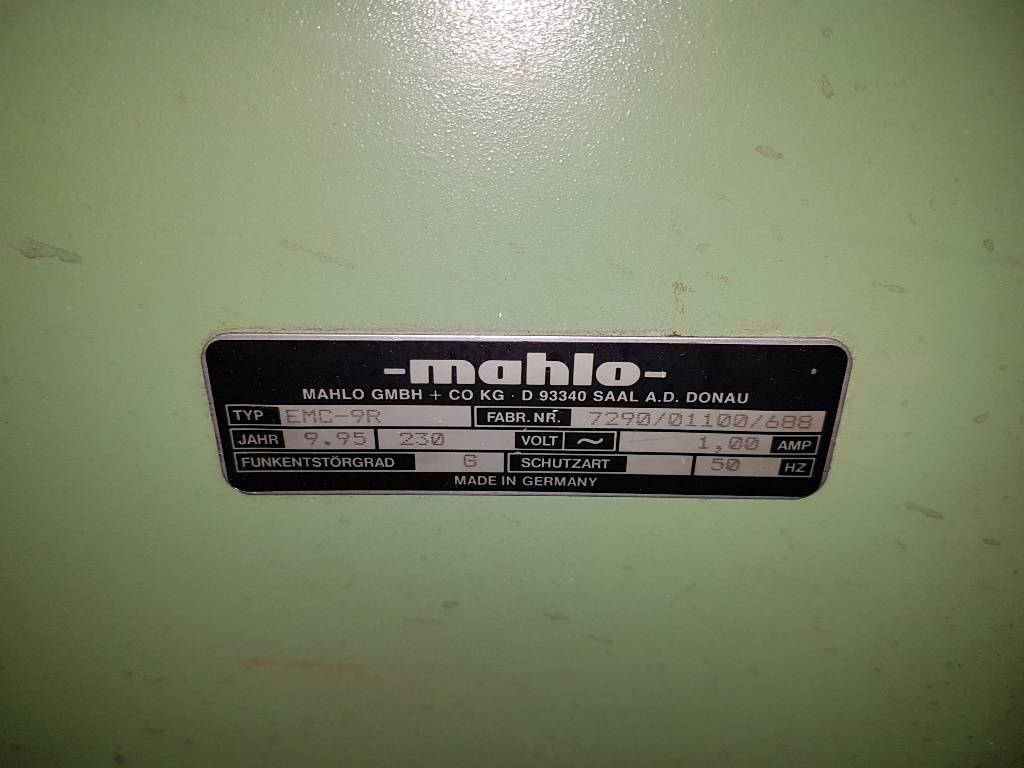 -mahlo-
MAHLO GMBH + CO KG · D 93340 SAAL A.D. DONAU
TYP EMC-9R FABR. NR. 7290/01100/688
JAHR 9.95 230 VOLT ~ 1,00 AMP
FUNKENTSTÖRGRAD G SCHUTZART 50 HZ
MADE IN GERMANY